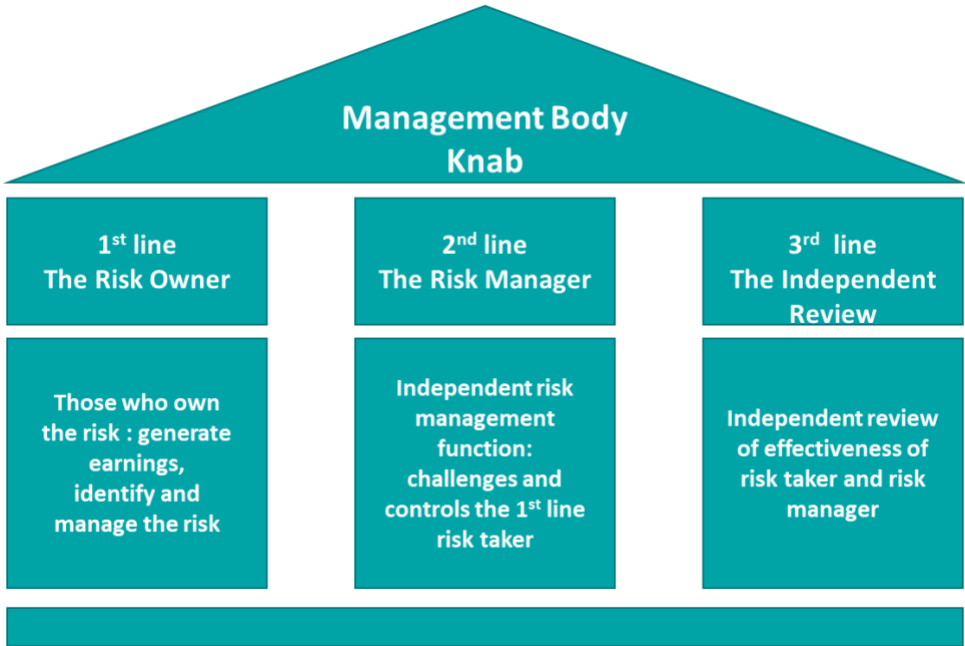 Management Body
Knab
1st line
The Risk Owner
2nd line
The Risk Manager
3rd line
The Independent
Review
Those who own
the risk : generate
earnings,
identify and
manage the risk
Independent risk
management
function:
challenges and
controls the 1st line
risk taker
Independent review
of effectiveness of
risk taker and risk
manager